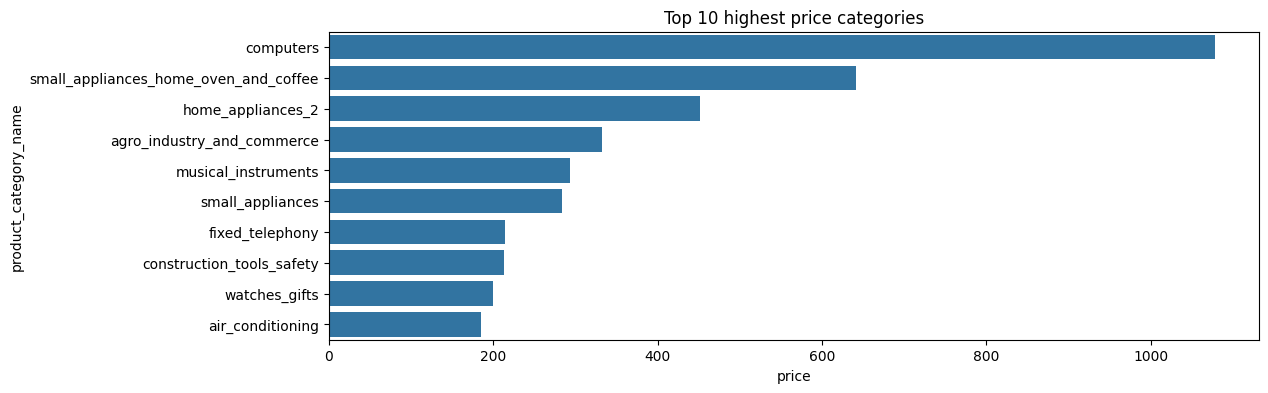 Top 10 highest price categories
product_category_name
computers
small_appliances_home_oven_and_coffee
home_appliances_2
agro_industry_and_commerce
musical_instruments
small_appliances
fixed_telephony
construction_tools_safety
watches_gifts
air_conditioning
0 200 400 600 800 1000
price